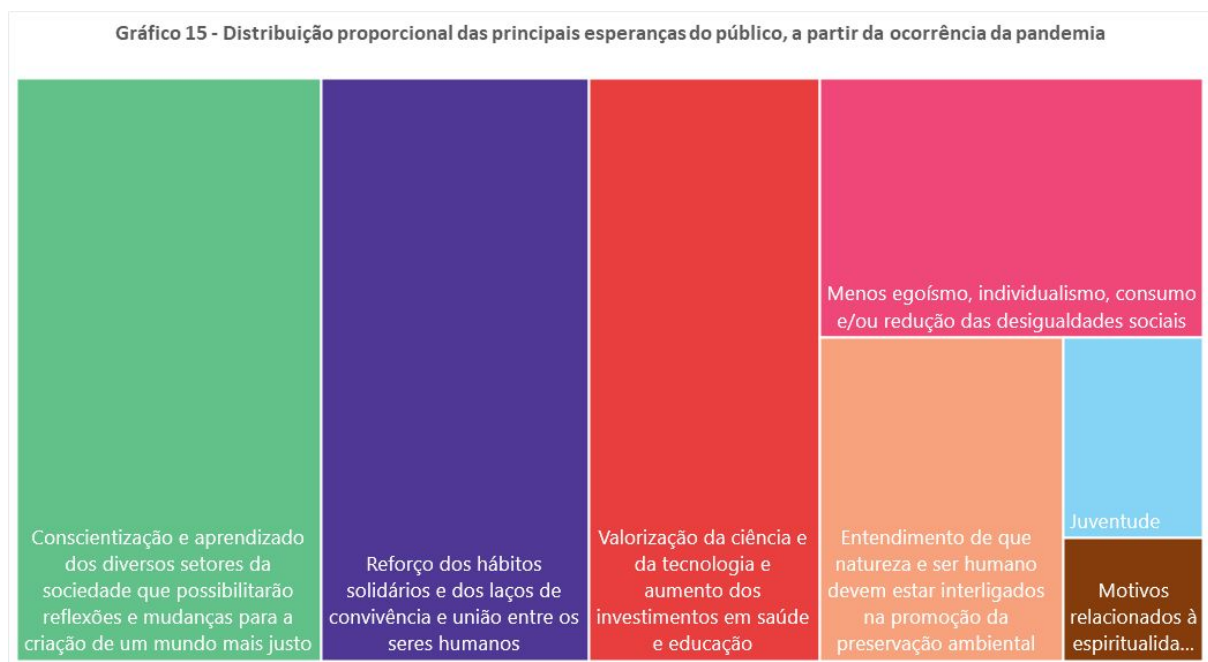 Gráfico 15 - Distribuição proporcional das principais esperanças do público, a partir da ocorrência da pandemia
Conscientização e aprendizado
dos diversos setores da
sociedade que possibilitarão
reflexões e mudanças para a
criação de um mundo mais justo
Reforço dos hábitos
solidários e dos laços de
convivência e união entre os
seres humanos
Valorização da ciência e
da tecnologia e
aumento dos
investimentos em saúde
e educação
Menos egoísmo, individualismo, consumo
e/ou redução das desigualdades sociais
Entendimento de que
natureza e ser humano
devem estar interligados
na promoção da
preservação ambiental
Juventude
Motivos
relacionados à
espiritualida...